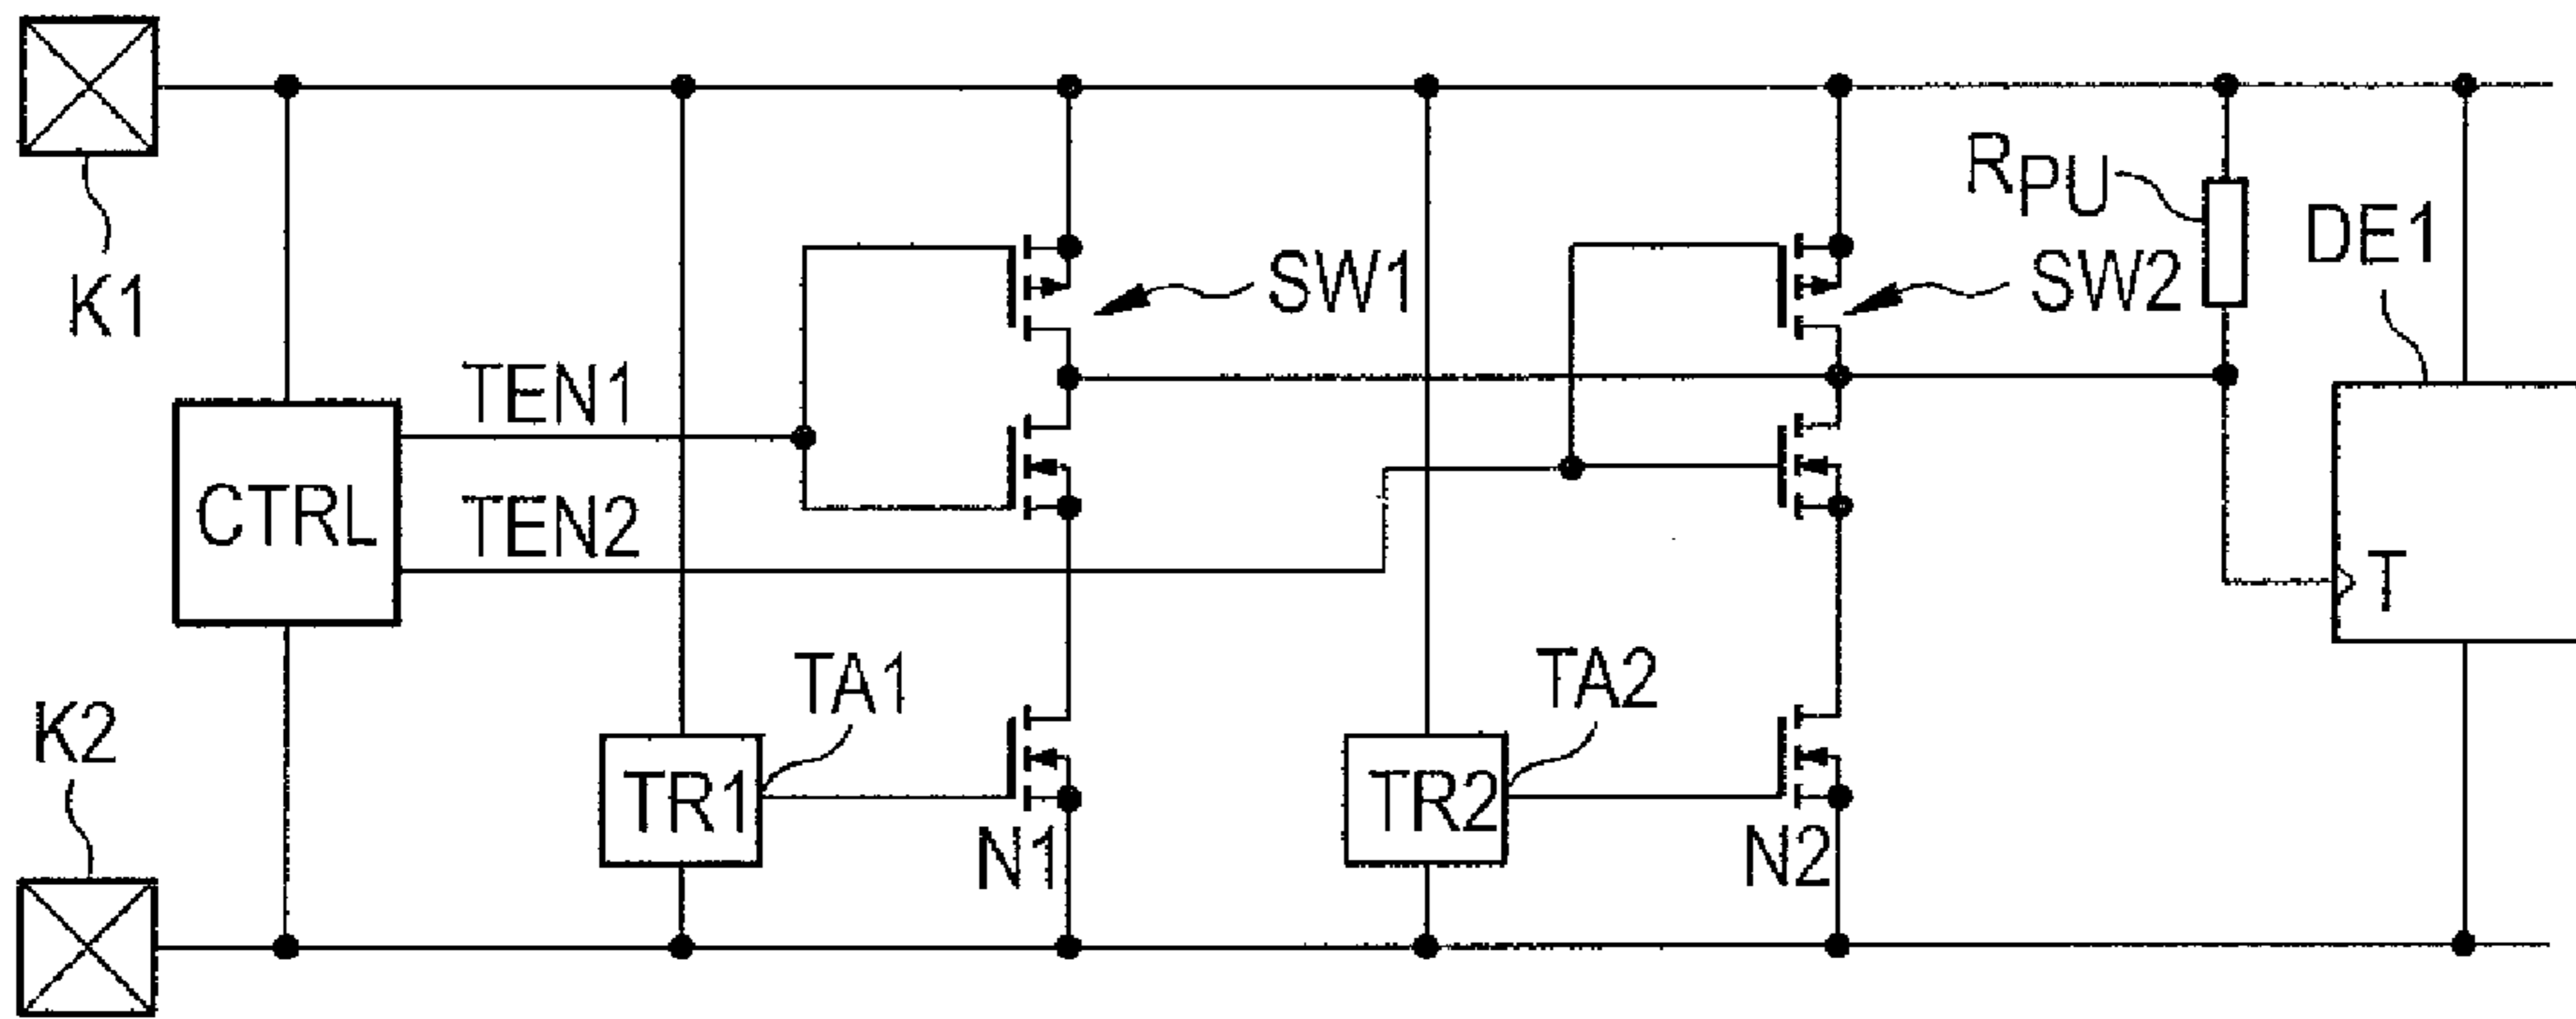 K1
CTRL
TEN1
TEN2
SW1
SW2
RPU
DE1
T
K2
TR1
TA1
N1
TR2
TA2
N2